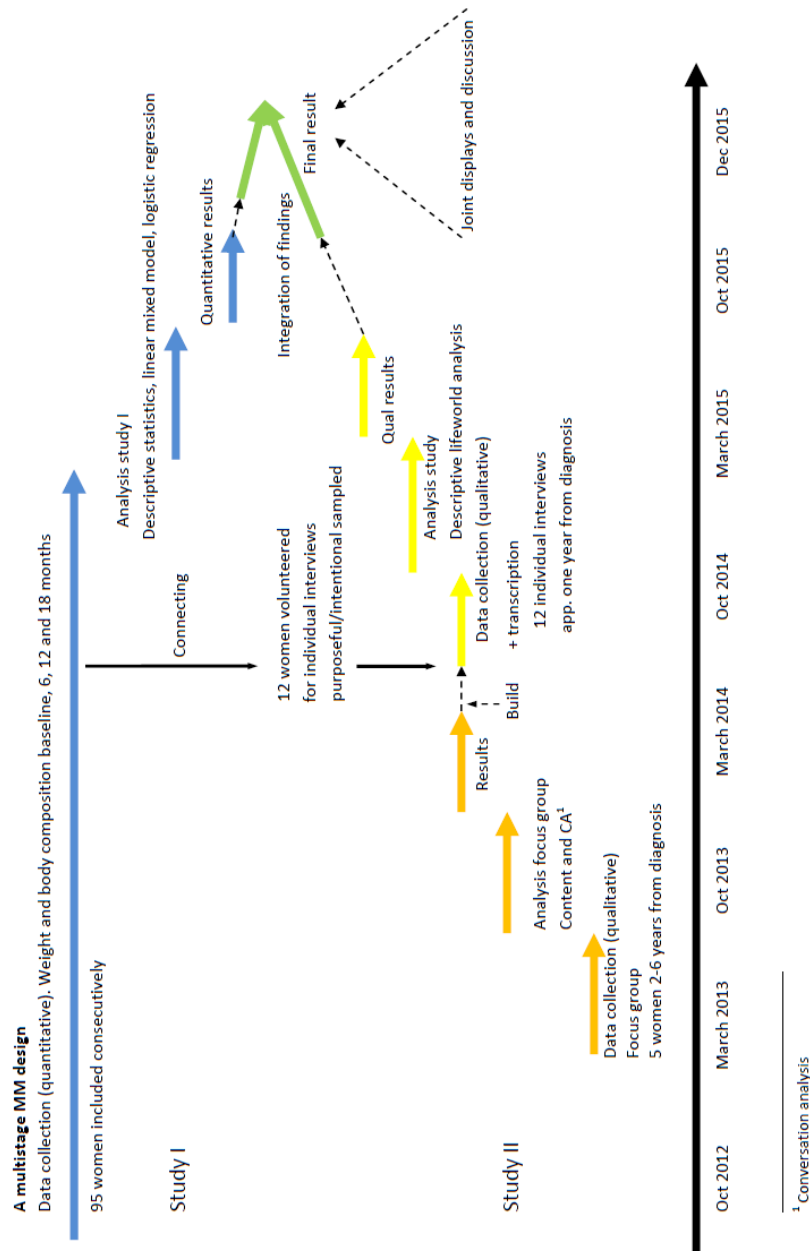 A multistage MM design
Data collection (quantitative). Weight and body composition baseline, 6, 12 and 18 months
95 women included consecutively
Study I
Connecting
Analysis study I
Descriptive statistics, linear mixed model, logistic regression
Quantitative results
Integration of findings
Final result
12 women volunteered
for individual interviews
purposeful/intentional sampled
Qual results
Analysis study
Descriptive lifeworld analysis
Study II
Data collection (qualitative)
Focus group
5 women 2-6 years from diagnosis
Analysis focus group
Content and CA¹
Results
Build
Data collection (qualitative)
+ transcription
12 individual interviews
app. one year from diagnosis
Joint displays and discussion
Oct 2012
March 2013
Oct 2013
March 2014
Oct 2014
March 2015
Oct 2015
Dec 2015
¹ Conversation analysis